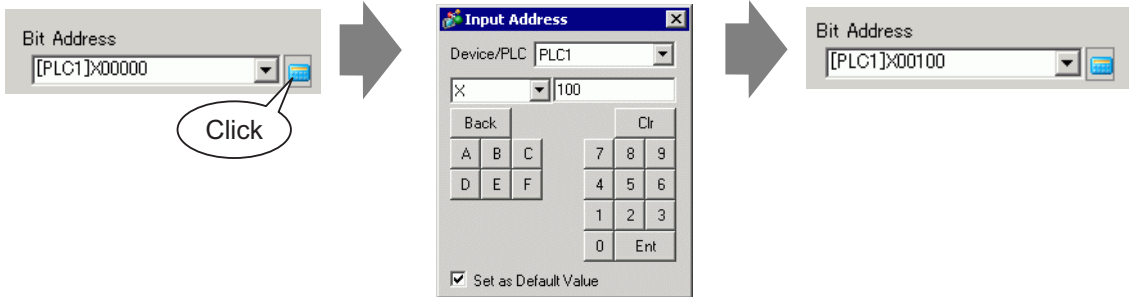 Bit Address
[PLC1]X00000
Click
Input Address
Device/PLC PLC1
X 100
Back Clr
A B C 7 8 9
D E F 4 5 6
1 2 3
0 Ent
Set as Default Value
Bit Address
[PLC1]X00100